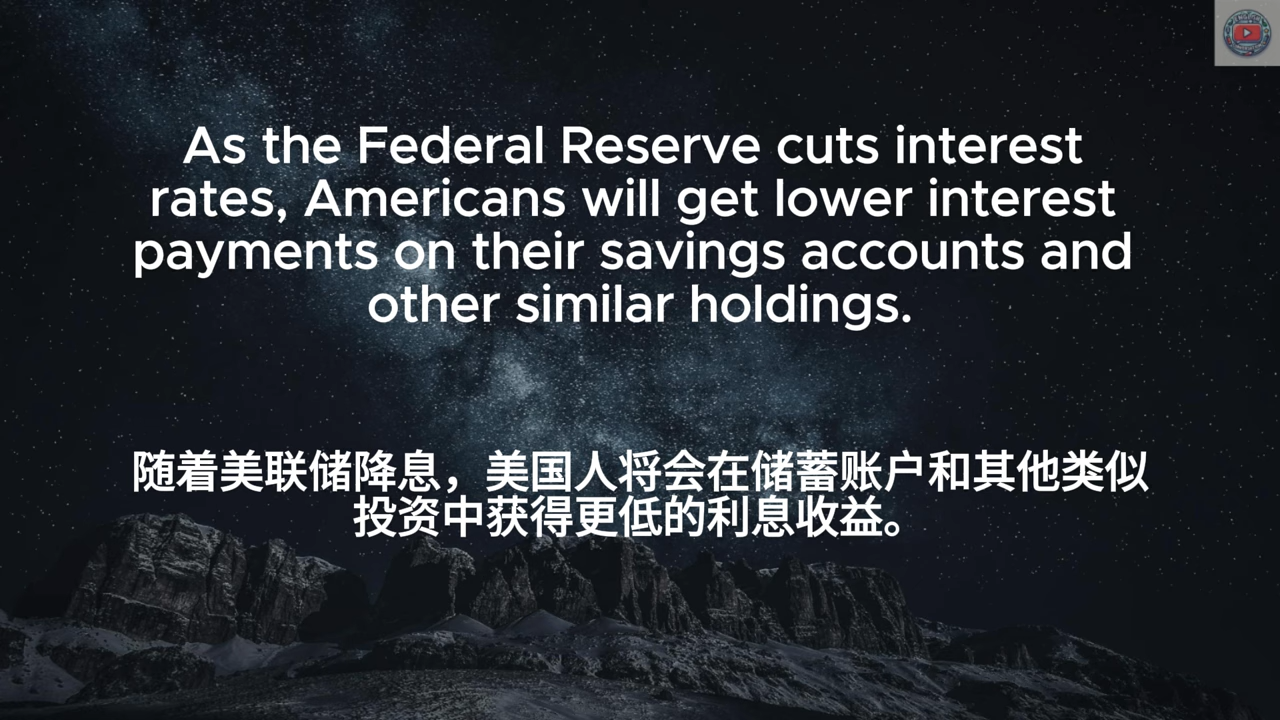 As the Federal Reserve cuts interest
rates, Americans will get lower interest
payments on their savings accounts and
other similar holdings.
随着美联储降息，美国人将会在储蓄账户和其他类似
投资中获得更低的利息收益。